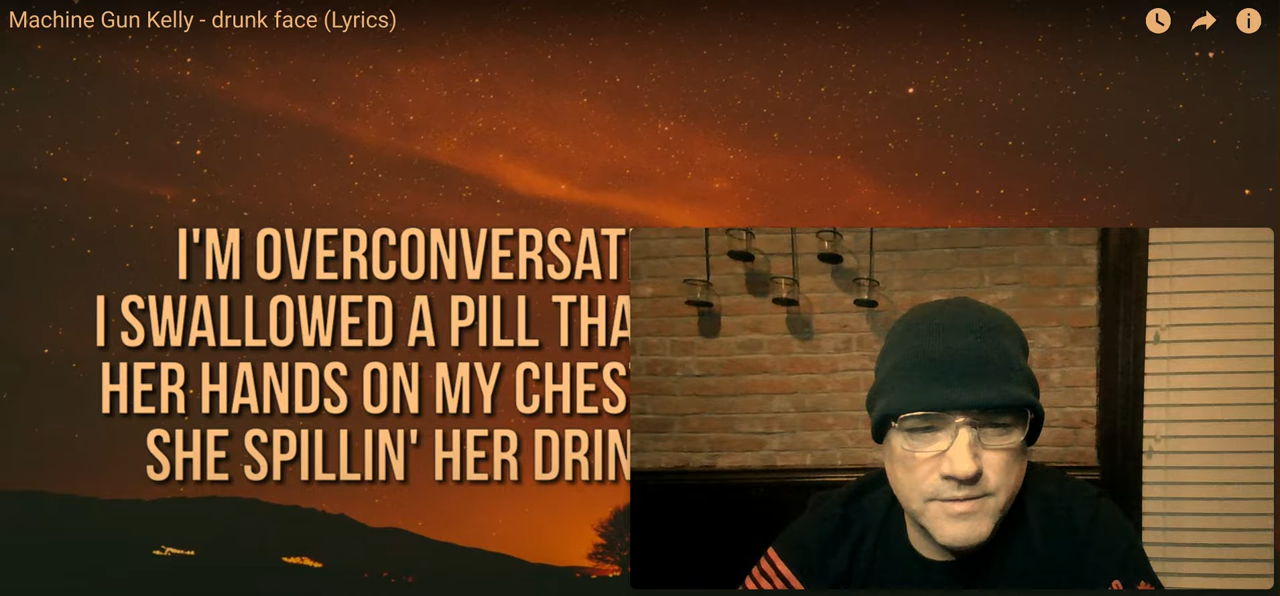 Machine Gun Kelly - drunk face (Lyrics)
I'M OVERCONVERSAT
I SWALLOWED A PILL THA
HER HANDS ON MY CHES
SHE SPILLIN' HER DRIN